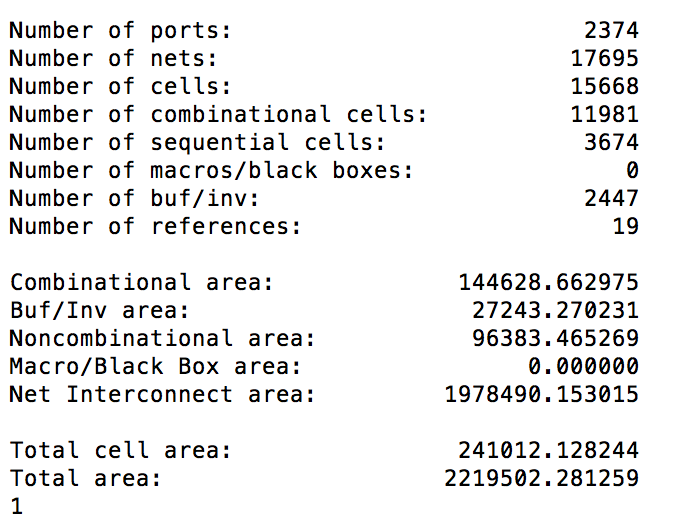 Number of ports: 2374
Number of nets: 17695
Number of cells: 15668
Number of combinational cells: 11981
Number of sequential cells: 3674
Number of macros/black boxes: 0
Number of buf/inv: 2447
Number of references: 19
Combinational area: 144628.662975
Buf/Inv area: 27243.270231
Noncombinational area: 96383.465269
Macro/Black Box area: 0.000000
Net Interconnect area: 1978490.153015
Total cell area: 241012.128244
Total area: 2219502.281259
1